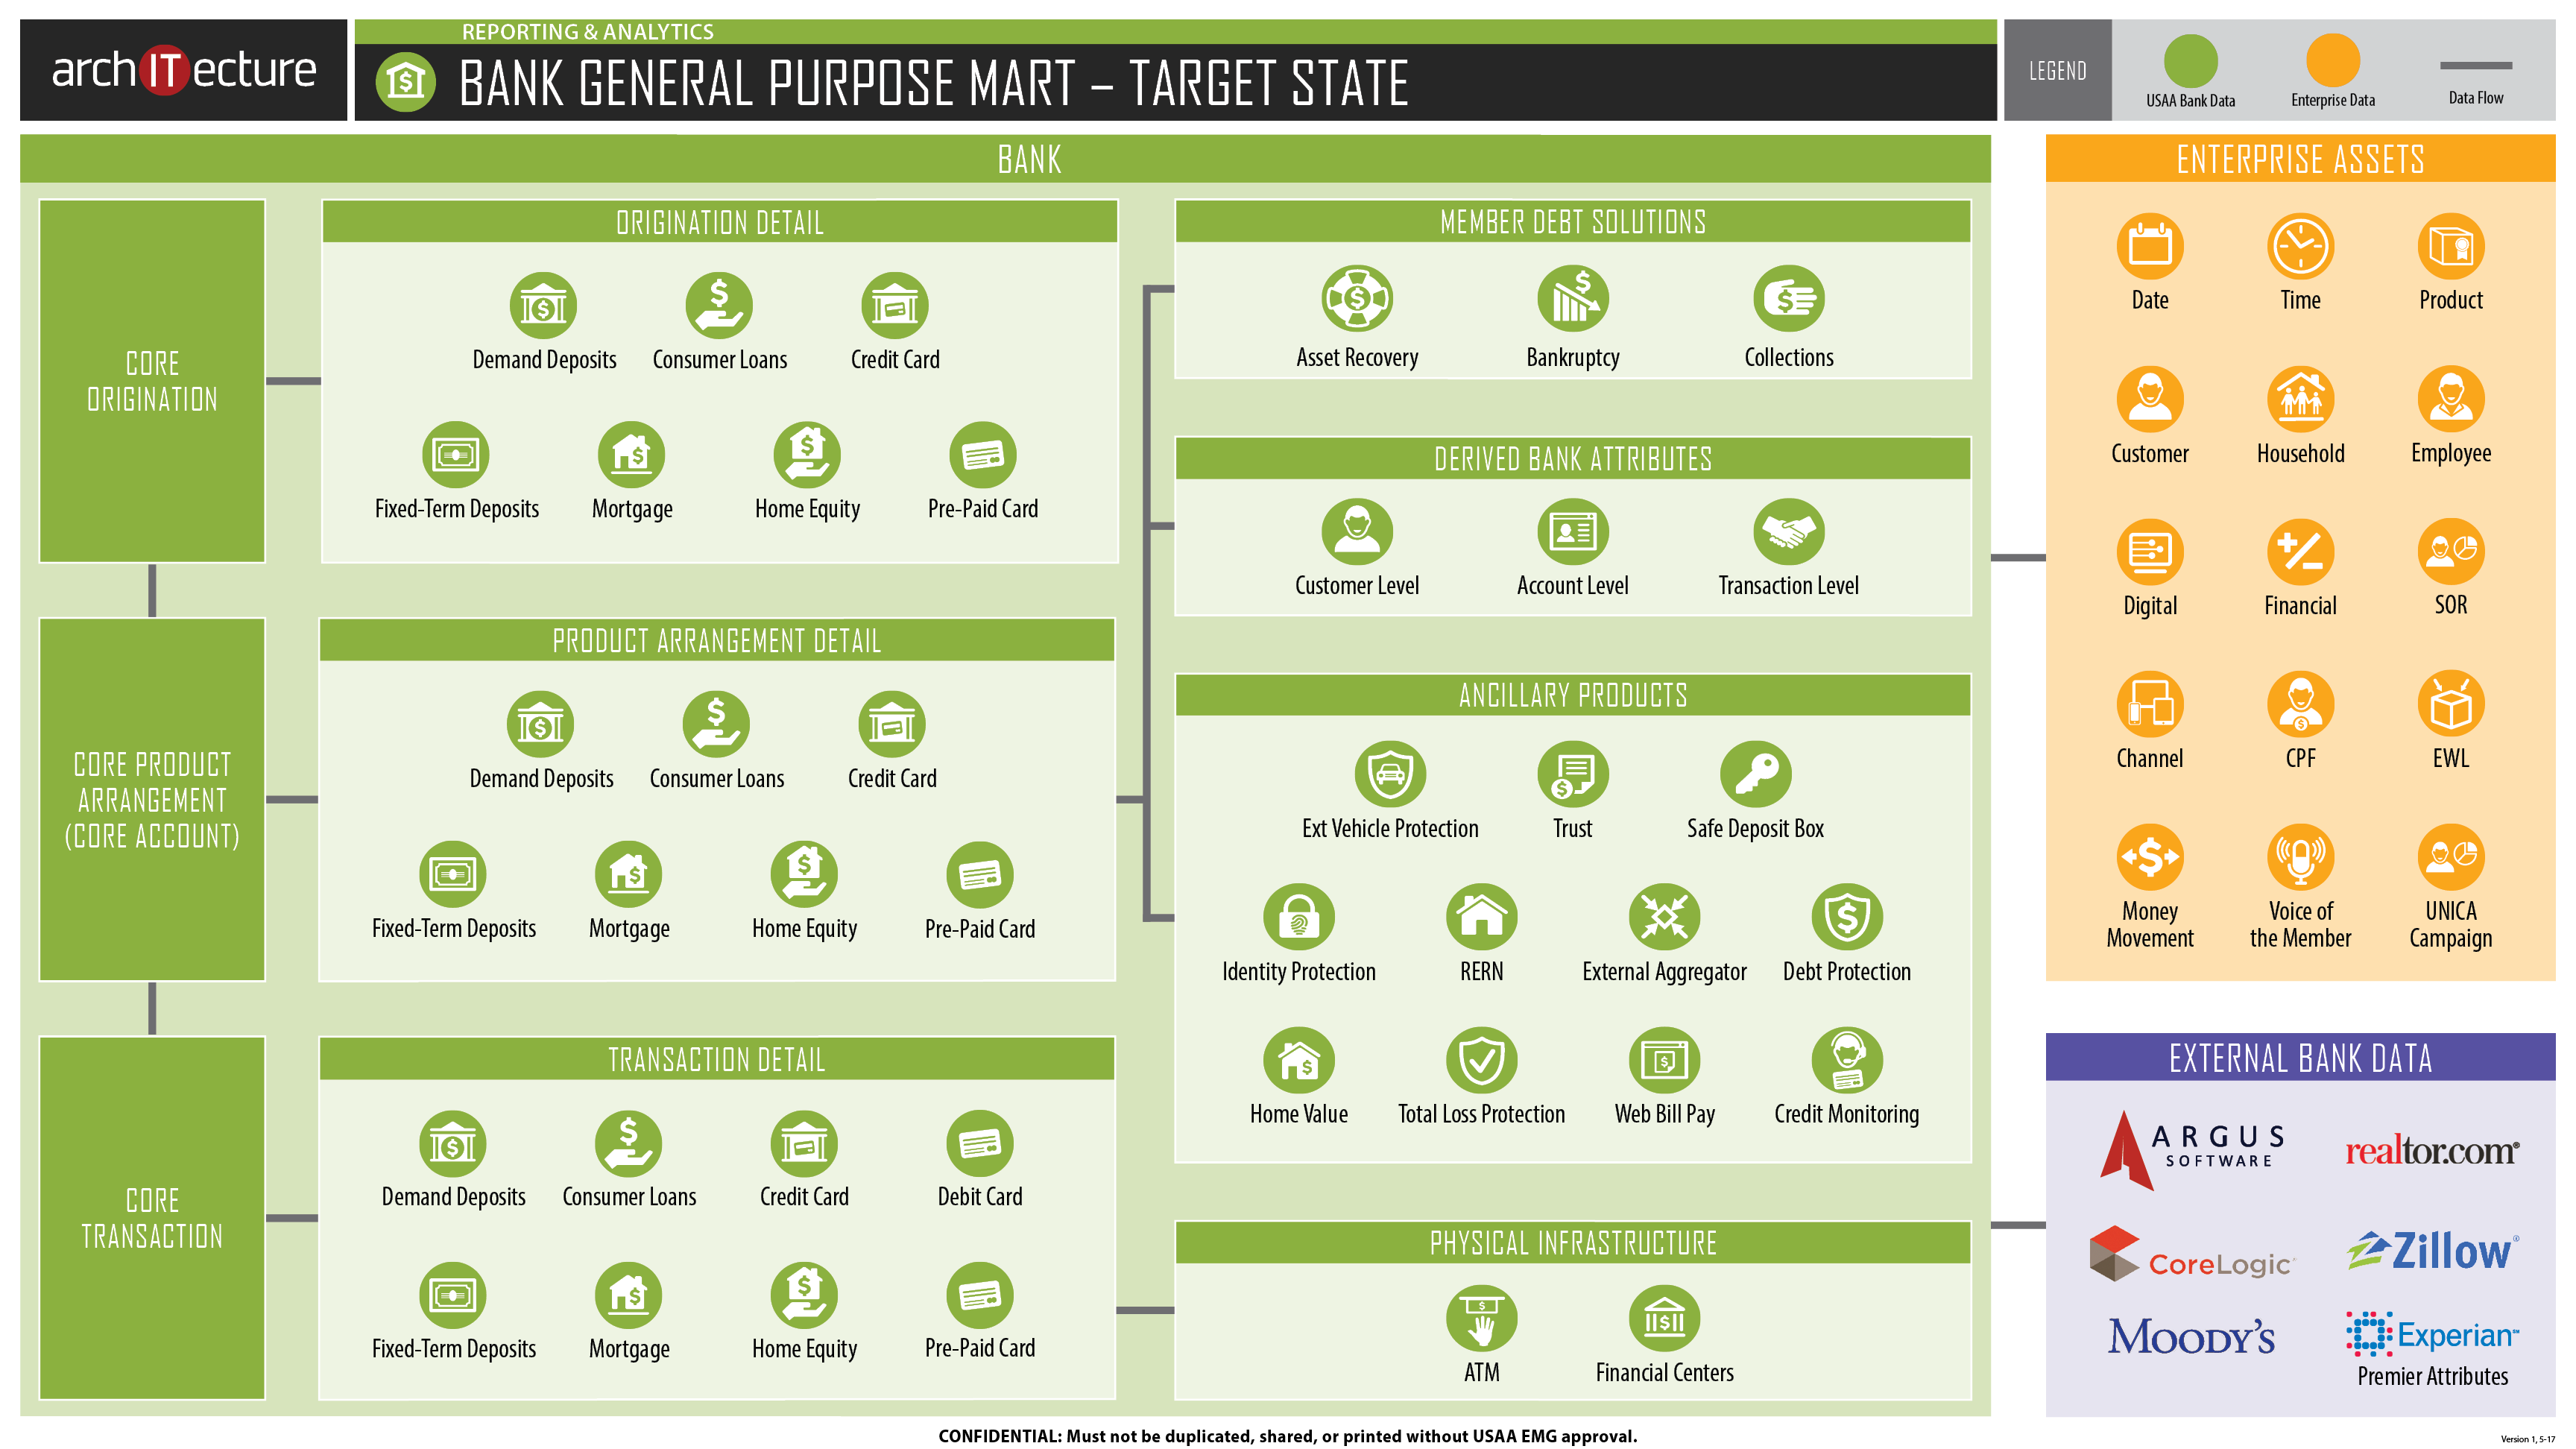 archITecture
REPORTING & ANALYTICS
BANK GENERAL PURPOSE MART – TARGET STATE
LEGEND
USAA Bank Data
Enterprise Data
Data Flow
BANK
CORE
ORIGINATION
ORIGINATION DETAIL
Demand Deposits
Consumer Loans
Credit Card
Fixed-Term Deposits
Mortgage
Home Equity
Pre-Paid Card
CORE PRODUCT
ARRANGEMENT
(CORE ACCOUNT)
PRODUCT ARRANGEMENT DETAIL
Demand Deposits
Consumer Loans
Credit Card
Fixed-Term Deposits
Mortgage
Home Equity
Pre-Paid Card
CORE
TRANSACTION
TRANSACTION DETAIL
Demand Deposits
Consumer Loans
Credit Card
Debit Card
Fixed-Term Deposits
Mortgage
Home Equity
Pre-Paid Card
MEMBER DEBT SOLUTIONS
Asset Recovery
Bankruptcy
Collections
DERIVED BANK ATTRIBUTES
Customer Level
Account Level
Transaction Level
ANCILLARY PRODUCTS
Ext Vehicle Protection
Trust
Safe Deposit Box
Identity Protection
RERN
External Aggregator
Debt Protection
Home Value
Total Loss Protection
Web Bill Pay
Credit Monitoring
PHYSICAL INFRASTRUCTURE
ATM
Financial Centers
ENTERPRISE ASSETS
Date
Time
Product
Customer
Household
Employee
Digital
Financial
SOR
Channel
CPF
EWL
Money
Movement
Voice of
the Member
UNICA
Campaign
EXTERNAL BANK DATA
ARGUS
SOFTWARE
realtor.com®
CoreLogic
Zillow®
MOODY'S
Experian™
Premier Attributes
CONFIDENTIAL: Must not be duplicated, shared, or printed without USAA EMG approval.
Version 1, 5-17